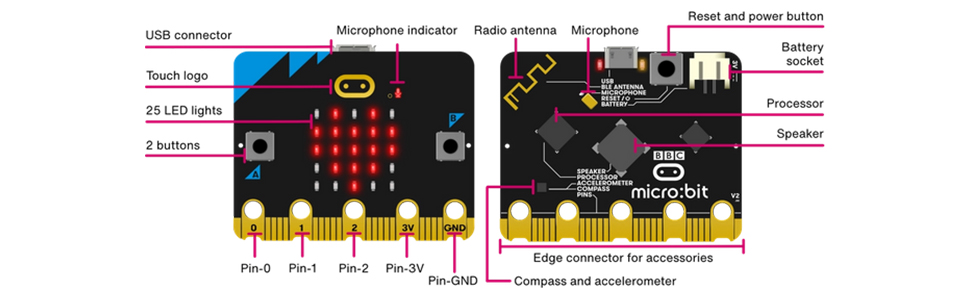 USB connector
Touch logo
25 LED lights
2 buttons
Microphone indicator
B
A
0 1 2 3V GND
Pin-0
Pin-1
Pin-2
Pin-3V
Pin-GND
Radio antenna
Microphone
Reset and power button
Battery
socket
Processor
Speaker
3V
USB
BLE ANTENNA
MICROPHONE
RESET / O
BATTERY
SPEAKER
PROCESSOR
ACCELEROMETER
COMPASS
PINS
BBC
micro:bit
V2
Edge connector for accessories
Compass and accelerometer